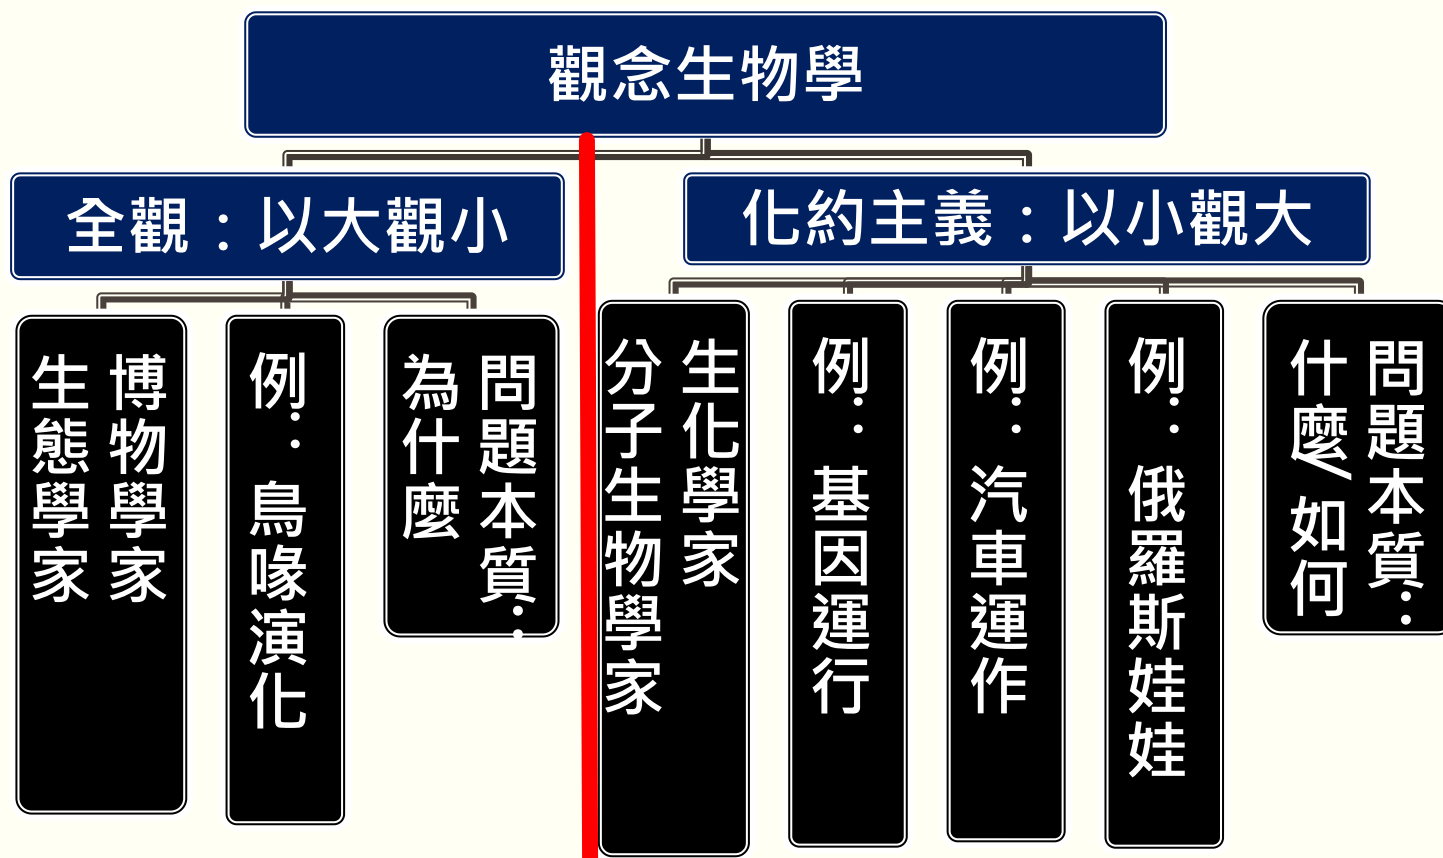 觀念生物學
全觀：以大觀小
化約主義：以小觀大
博物學家
生態學家
例：鳥喙演化
問題本質：
為什麼
生化學家
分子生物學家
例：基因運行
例：汽車運作
例：俄羅斯娃娃
問題本質：
什麼/如何